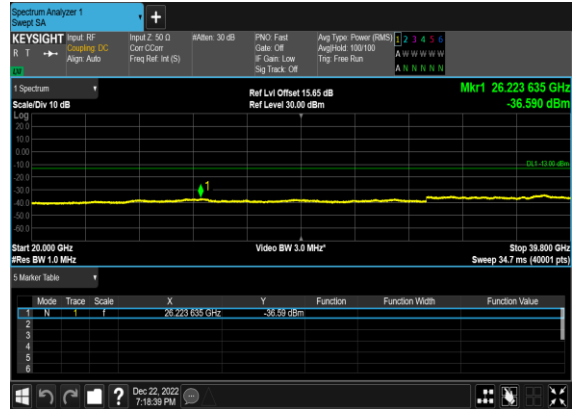 Spectrum Analyzer 1
Swept SA
+
KEYSIGHT
R T
Input: RF
Coupling: DC
Align: Auto
Input Z: 50 Ω
Corr CCorr
Freq Ref: Int (S)
#Atten: 30 dB
PNO: Fast
Gate: Off
IF Gain: Low
Sig Track: Off
Avg Type: Power (RMS)
Avg|Hold: 100/100
Trig: Free Run
1 2 3 4 5 6
A W W W W W
A N N N N N
1 Spectrum
Scale/Div 10 dB
Ref Lvl Offset 15.65 dB
Ref Level 30.00 dBm
Mkr1 26.223 635 GHz
-36.590 dBm
Log
20.0
10.0
0.00
-10.0
-20.0
-30.0
-40.0
-50.0
-60.0
DL1 -13.00 dBm
1
Start 20.000 GHz
#Res BW 1.0 MHz
Video BW 3.0 MHz*
Stop 39.800 GHz
Sweep 34.7 ms (40001 pts)
5 Marker Table
Mode Trace Scale X Y Function Function Width Function Value
1 N 1 f 26.223 635 GHz -36.59 dBm
2
3
4
5
6
?
Dec 22, 2022
7:18:39 PM